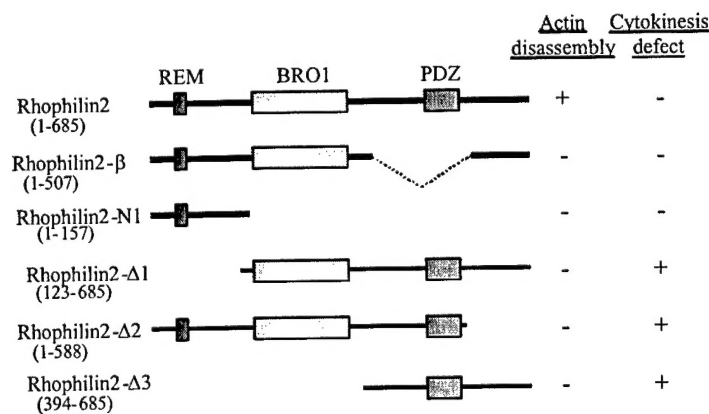 Actin Cytokinesis
disassembly defect
REM BRO1 PDZ
Rhophilin2 + -
(1-685)
Rhophilin2-β - -
(1-507)
Rhophilin2-N1 - -
(1-157)
Rhophilin2-Δ1 - +
(123-685)
Rhophilin2-Δ2 - +
(1-588)
Rhophilin2-Δ3 - +
(394-685)